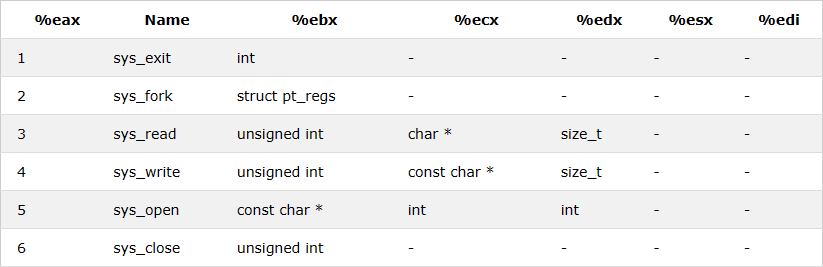 %eax Name %ebx %ecx %edx %esx %edi
1 sys_exit int - - - -
2 sys_fork struct pt_regs - - - -
3 sys_read unsigned int char * size_t - -
4 sys_write unsigned int const char * size_t - -
5 sys_open const char * int int - -
6 sys_close unsigned int - - - -